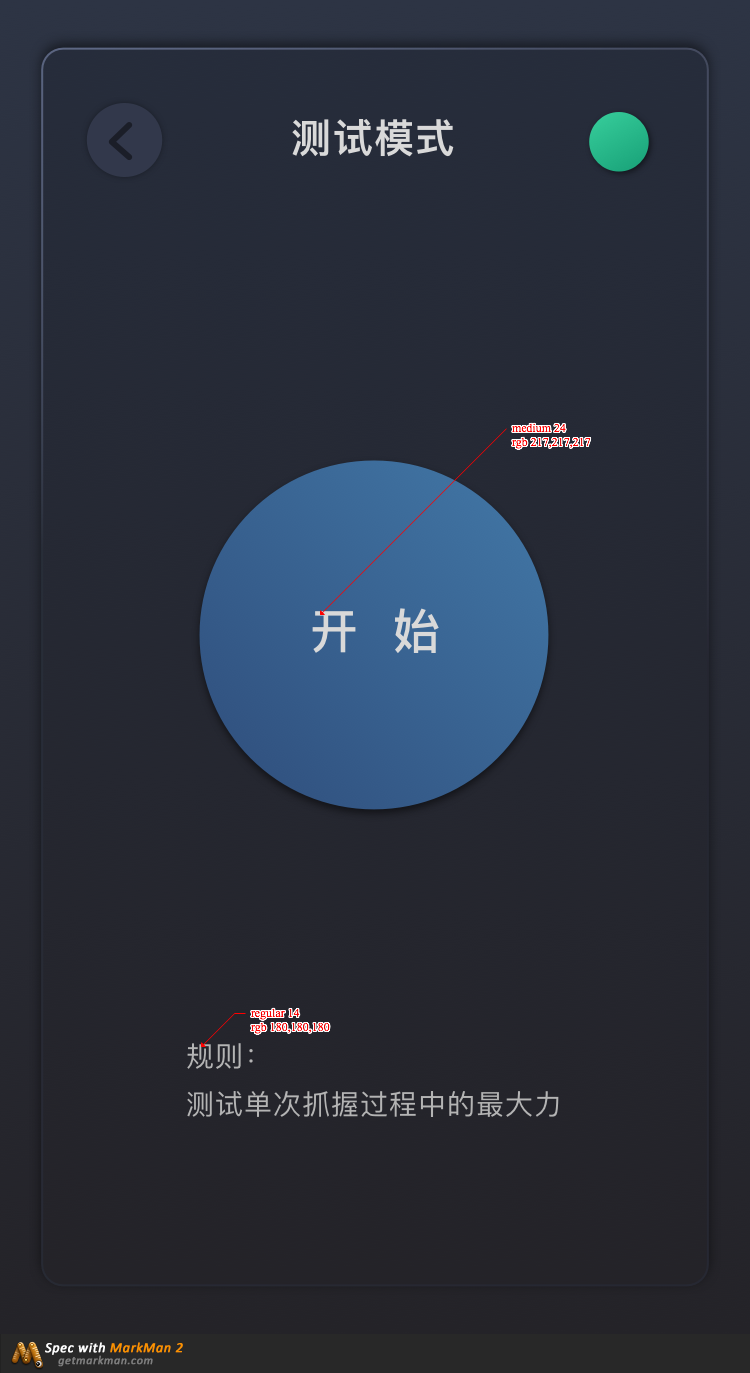 测试模式
medium 24
rgb 217,217,217
开 始
regular 14
rgb 180,180,180
规则：
测试单次抓握过程中的最大力
Spec with MarkMan 2
getmarkman.com